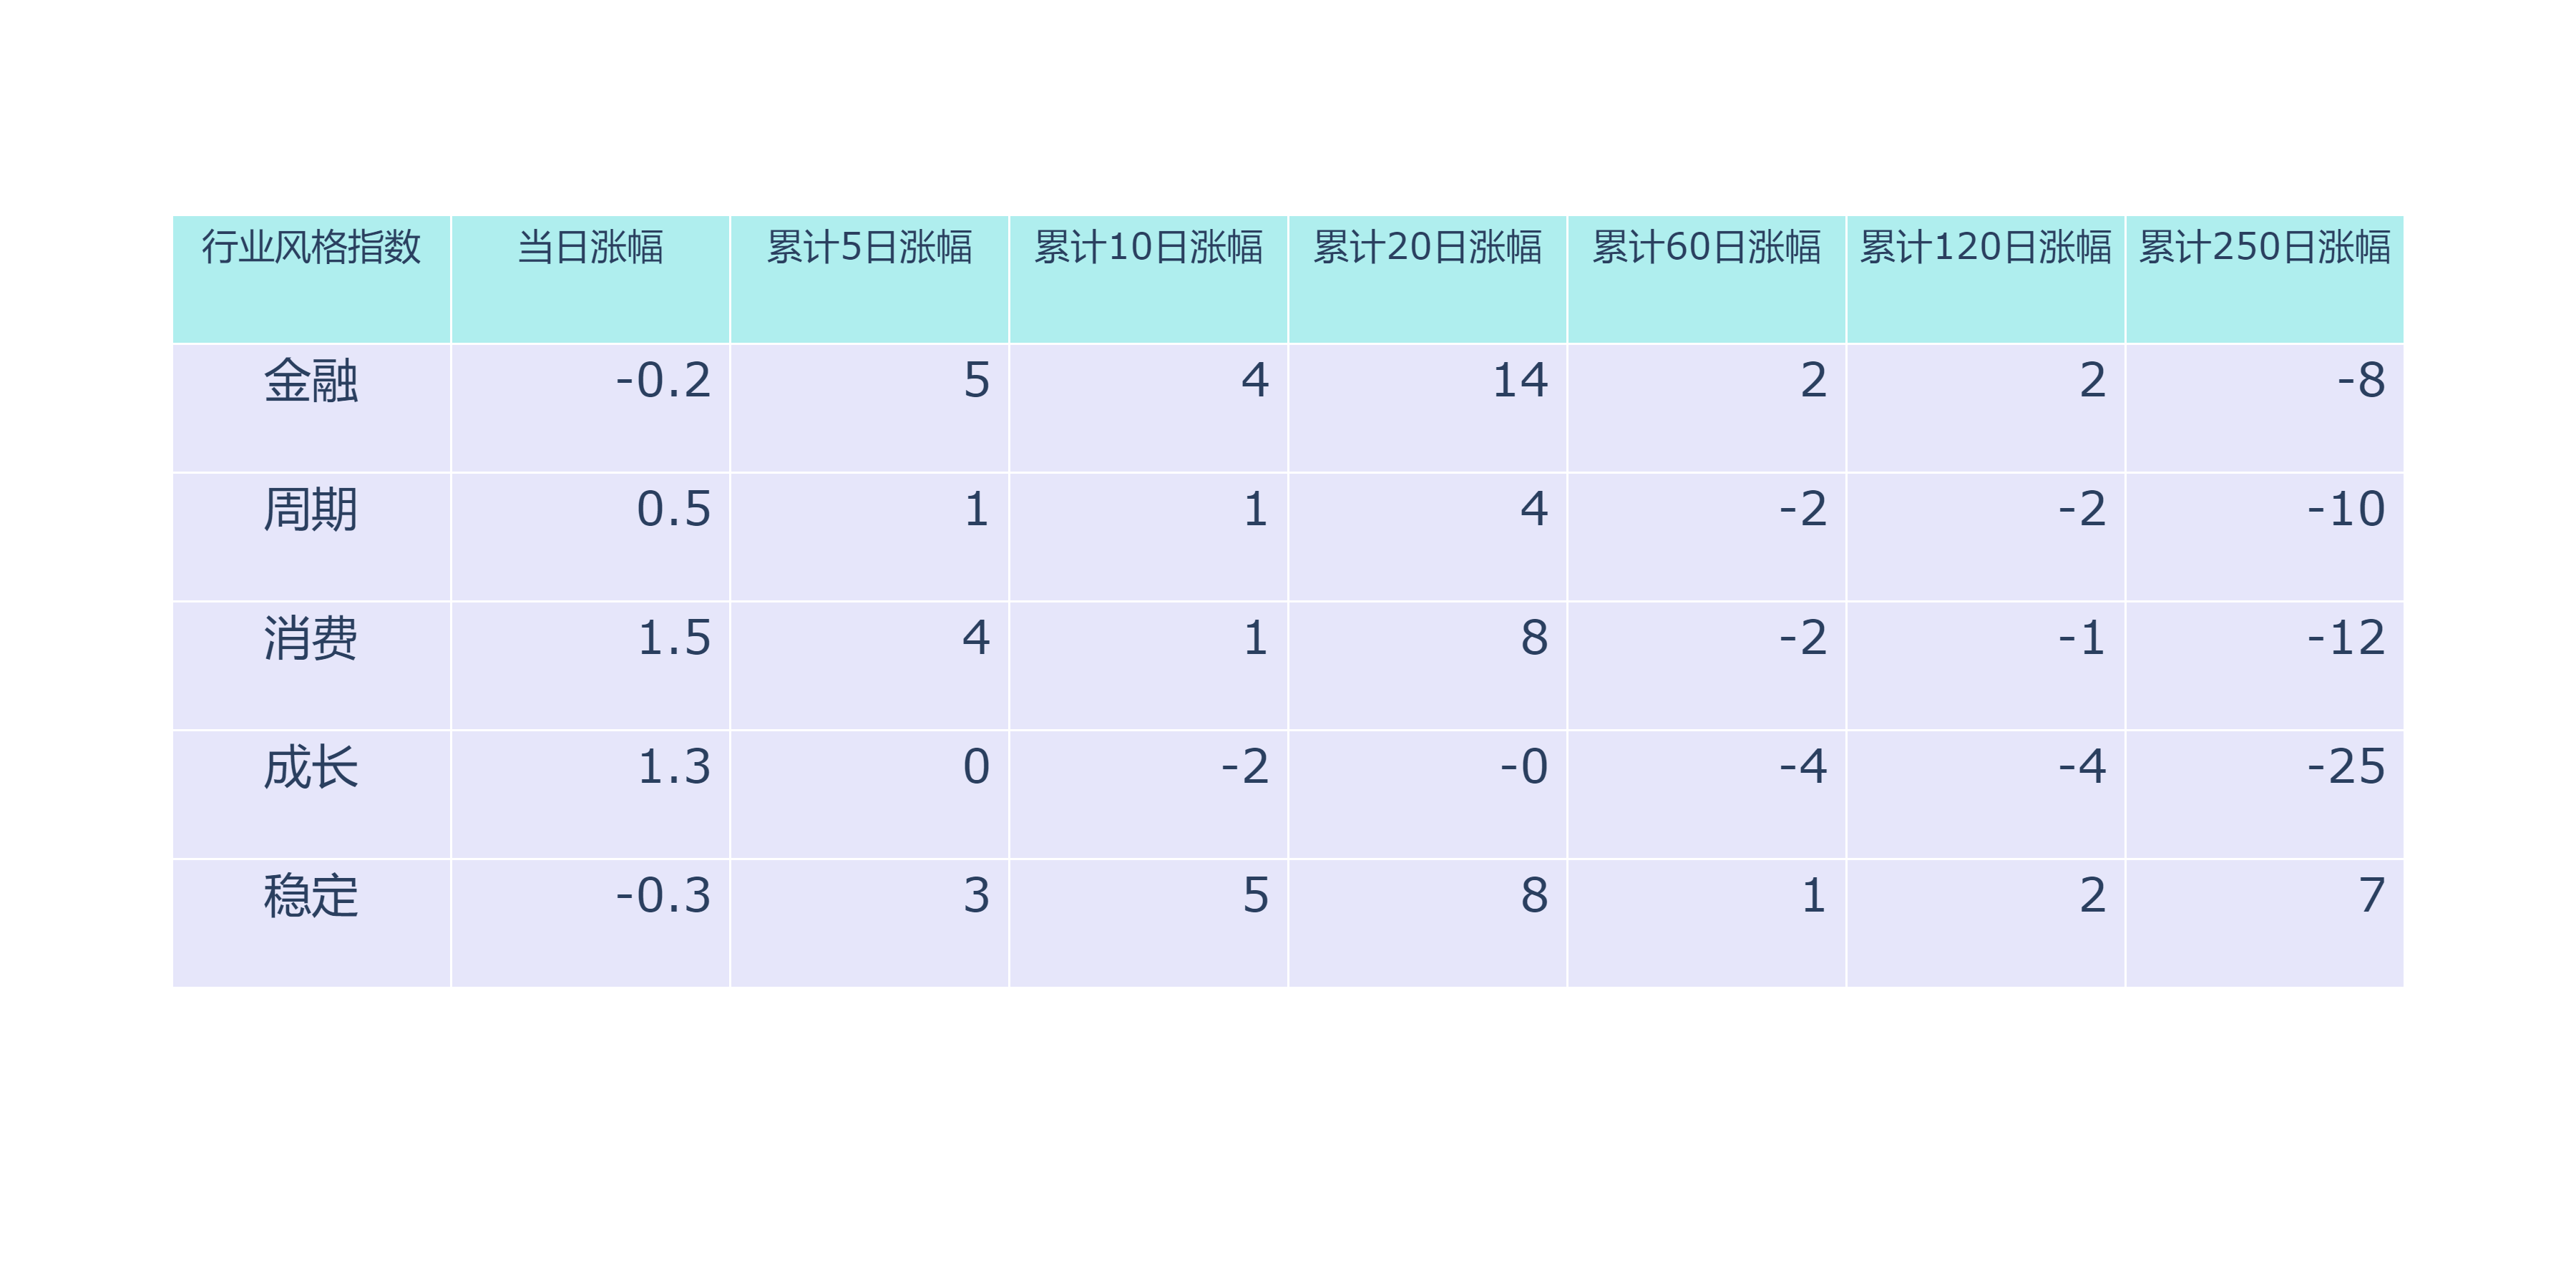 行业风格指数 当日涨幅 累计5日涨幅 累计10日涨幅 累计20日涨幅 累计60日涨幅 累计120日涨幅 累计250日涨幅
金融 -0.2 5 4 14 2 2 -8
周期 0.5 1 1 4 -2 -2 -10
消费 1.5 4 1 8 -2 -1 -12
成长 1.3 0 -2 -0 -4 -4 -25
稳定 -0.3 3 5 8 1 2 7